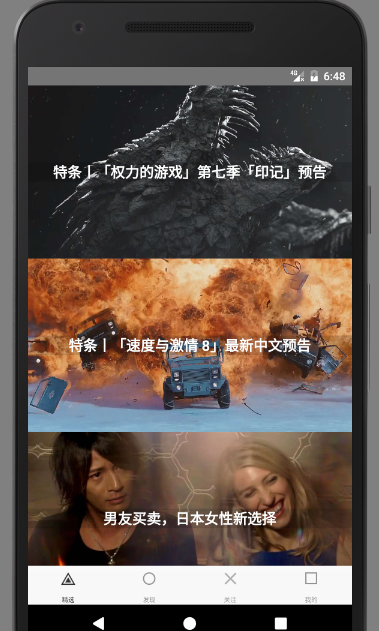 4G
6:48
特条丨「权力的游戏」第七季「印记」预告
特条丨「速度与激情 8」最新中文预告
男友买卖，日本女性新选择
精选
发现
关注
我的